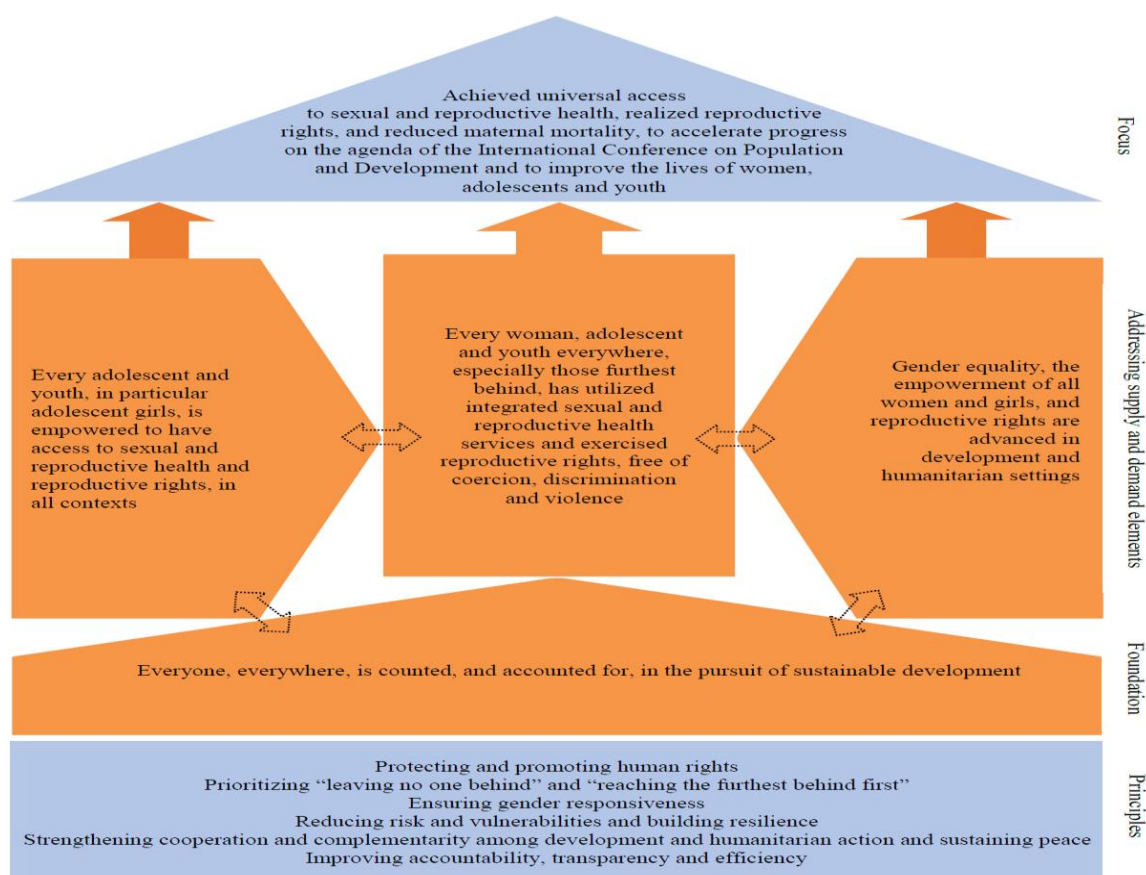 Achieved universal access
to sexual and reproductive health, realized reproductive
rights, and reduced maternal mortality, to accelerate progress
on the agenda of the International Conference on Population
and Development and to improve the lives of women,
adolescents and youth
Focus
Every adolescent and
youth, in particular
adolescent girls, is
empowered to have
access to sexual and
reproductive health and
reproductive rights, in
all contexts
Every woman, adolescent
and youth everywhere,
especially those furthest
behind, has utilized
integrated sexual and
reproductive health
services and exercised
reproductive rights, free of
coercion, discrimination
and violence
Gender equality, the
empowerment of all
women and girls, and
reproductive rights are
advanced in
development and
humanitarian settings
Addressing supply and demand elements
Everyone, everywhere, is counted, and accounted for, in the pursuit of sustainable development
Foundation
Protecting and promoting human rights
Prioritizing “leaving no one behind” and “reaching the furthest behind first”
Ensuring gender responsiveness
Reducing risk and vulnerabilities and building resilience
Strengthening cooperation and complementarity among development and humanitarian action and sustaining peace
Improving accountability, transparency and efficiency
Principles